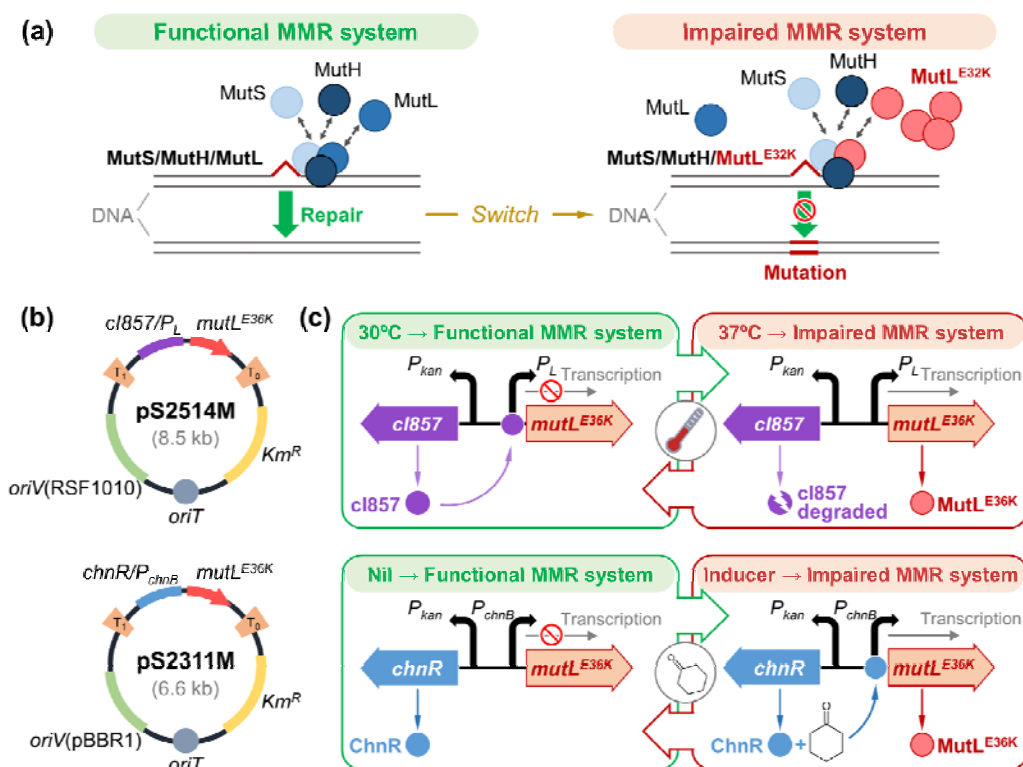 (a)
Functional MMR system
Impaired MMR system
MutS
MutH
MutL
MutS/MutH/MutL
DNA
Repair
Switch
MutL
MutS
MutH
MutL^E32K
MutS/MutH/MutL^E32K
DNA
Mutation
(b)
cI857/P_L mutL^E36K
T₁
T₀
pS2514M
(8.5 kb)
Km^R
oriV(RSF1010)
oriT
chnR/P_chnB mutL^E36K
T₁
T₀
pS2311M
(6.6 kb)
Km^R
oriV(pBBR1)
oriT
(c)
30ºC → Functional MMR system
P_kan
P_L
Transcription
cI857
mutL^E36K
cI857
37ºC → Impaired MMR system
P_kan
P_L
Transcription
cI857
mutL^E36K
cI857
degraded
MutL^E36K
Nil → Functional MMR system
P_kan
P_chnB
Transcription
chnR
mutL^E36K
ChnR
Inducer → Impaired MMR system
P_kan
P_chnB
Transcription
chnR
mutL^E36K
O
ChnR +
MutL^E36K